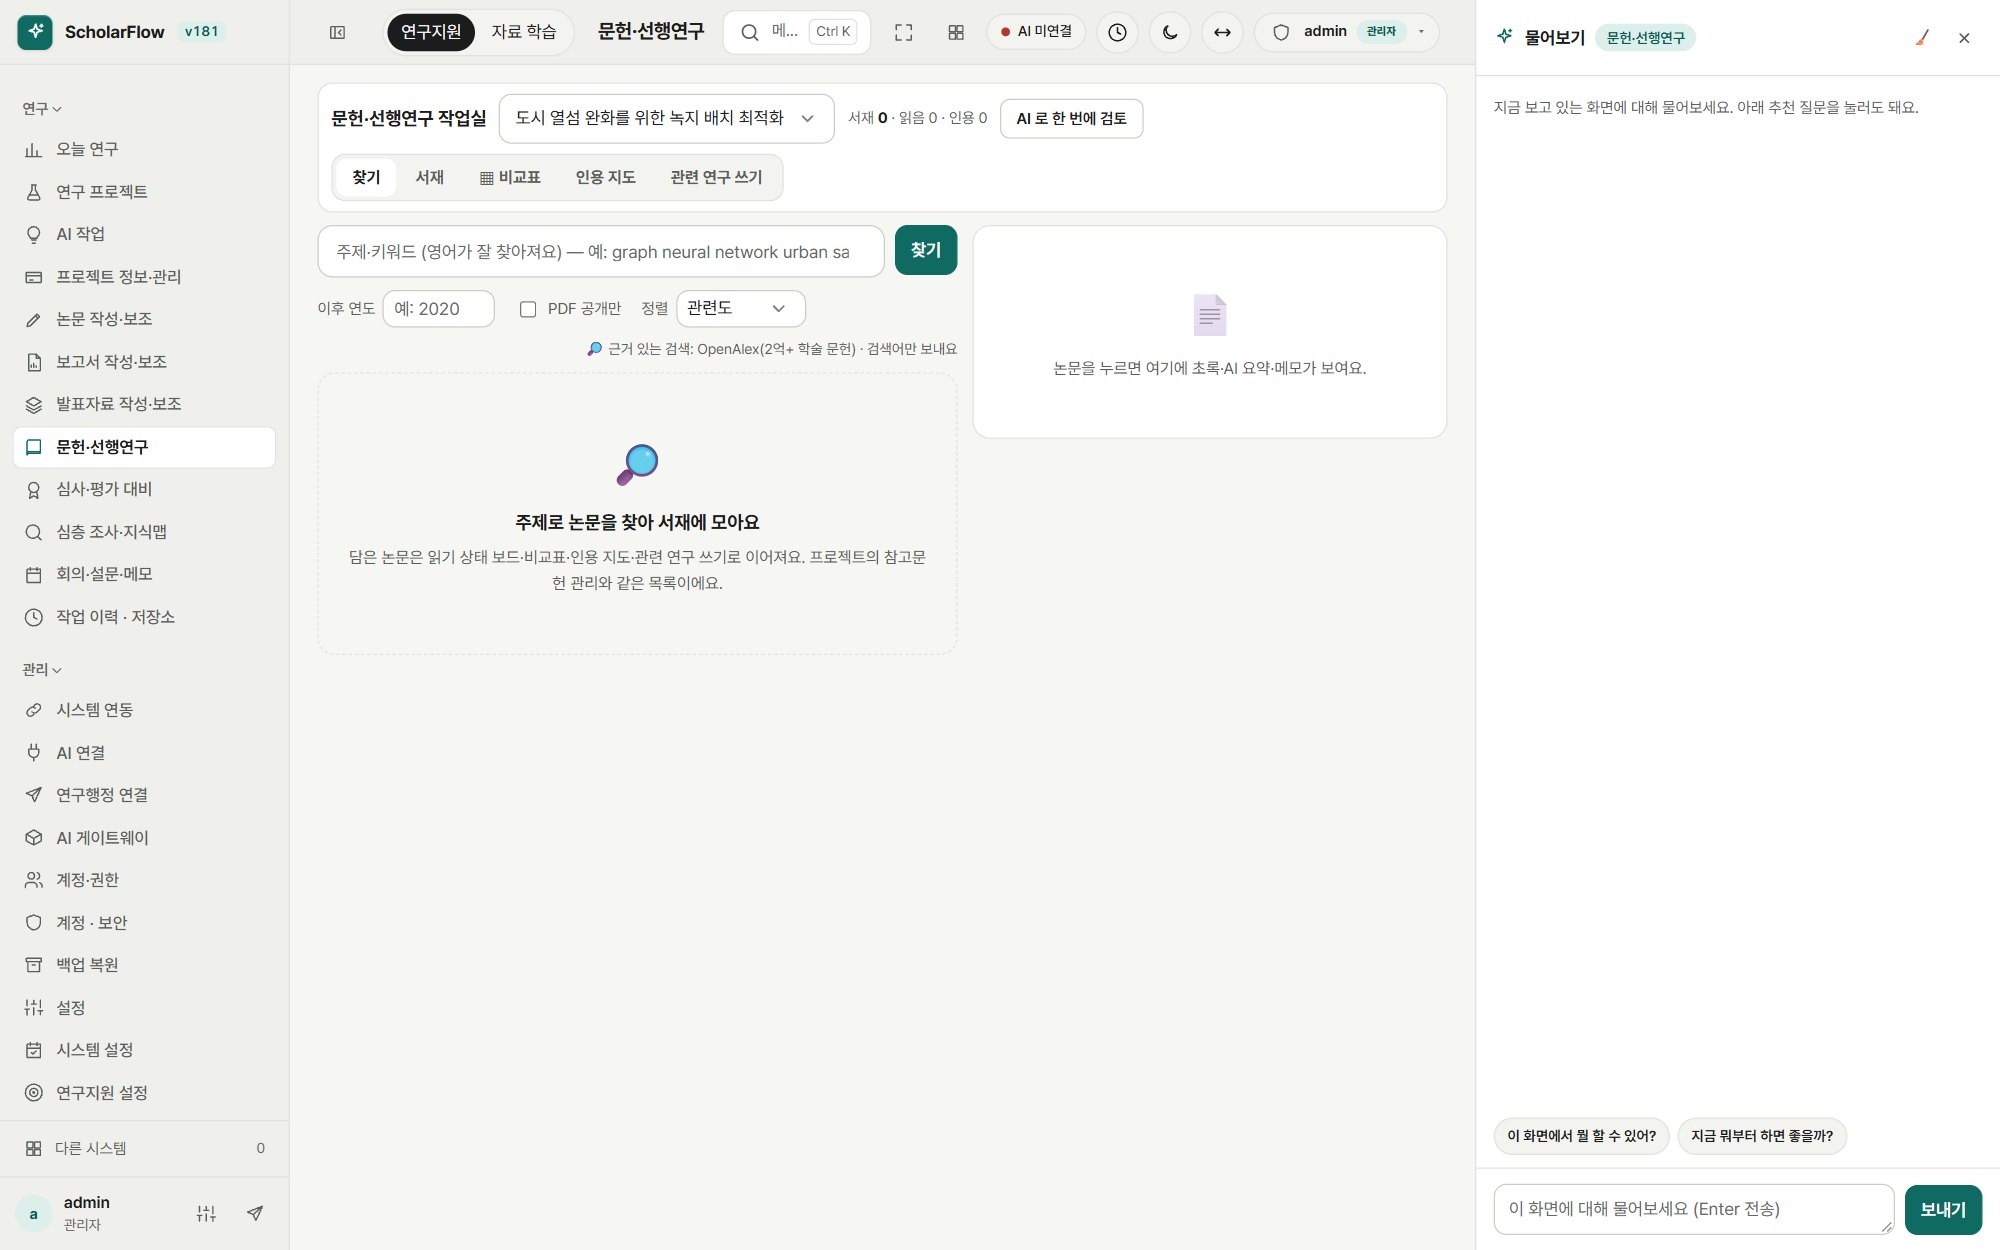 ScholarFlow v181
연구
오늘 연구
연구 프로젝트
AI 작업
프로젝트 정보·관리
논문 작성·보조
보고서 작성·보조
발표자료 작성·보조
문헌·선행연구
심사·평가 대비
심층 조사·지식맵
회의·설문·메모
작업 이력 · 저장소
관리
시스템 연동
AI 연결
연구행정 연결
AI 게이트웨이
계정·권한
계정 · 보안
백업 복원
설정
시스템 설정
연구지원 설정
다른 시스템 0
a
admin
관리자
연구지원 자료 학습 문헌·선행연구 메... Ctrl K AI 미연결 admin 관리자
문헌·선행연구 작업실 도시 열섬 완화를 위한 녹지 배치 최적화 서재 0 · 읽음 0 · 인용 0 AI 로 한 번에 검토
찾기 서재 ▦ 비교표 인용 지도 관련 연구 쓰기
주제·키워드 (영어가 잘 찾아져요) — 예: graph neural network urban sa 찾기
이후 연도 예: 2020 PDF 공개만 정렬 관련도
근거 있는 검색: OpenAlex(2억+ 학술 문헌) · 검색어만 보내요
주제로 논문을 찾아 서재에 모아요
담은 논문은 읽기 상태 보드·비교표·인용 지도·관련 연구 쓰기로 이어져요. 프로젝트의 참고문
헌 관리와 같은 목록이에요.
논문을 누르면 여기에 초록·AI 요약·메모가 보여요.
물어보기 문헌·선행연구
지금 보고 있는 화면에 대해 물어보세요. 아래 추천 질문을 눌러도 돼요.
이 화면에서 뭘 할 수 있어? 지금 뭐부터 하면 좋을까?
이 화면에 대해 물어보세요 (Enter 전송) 보내기